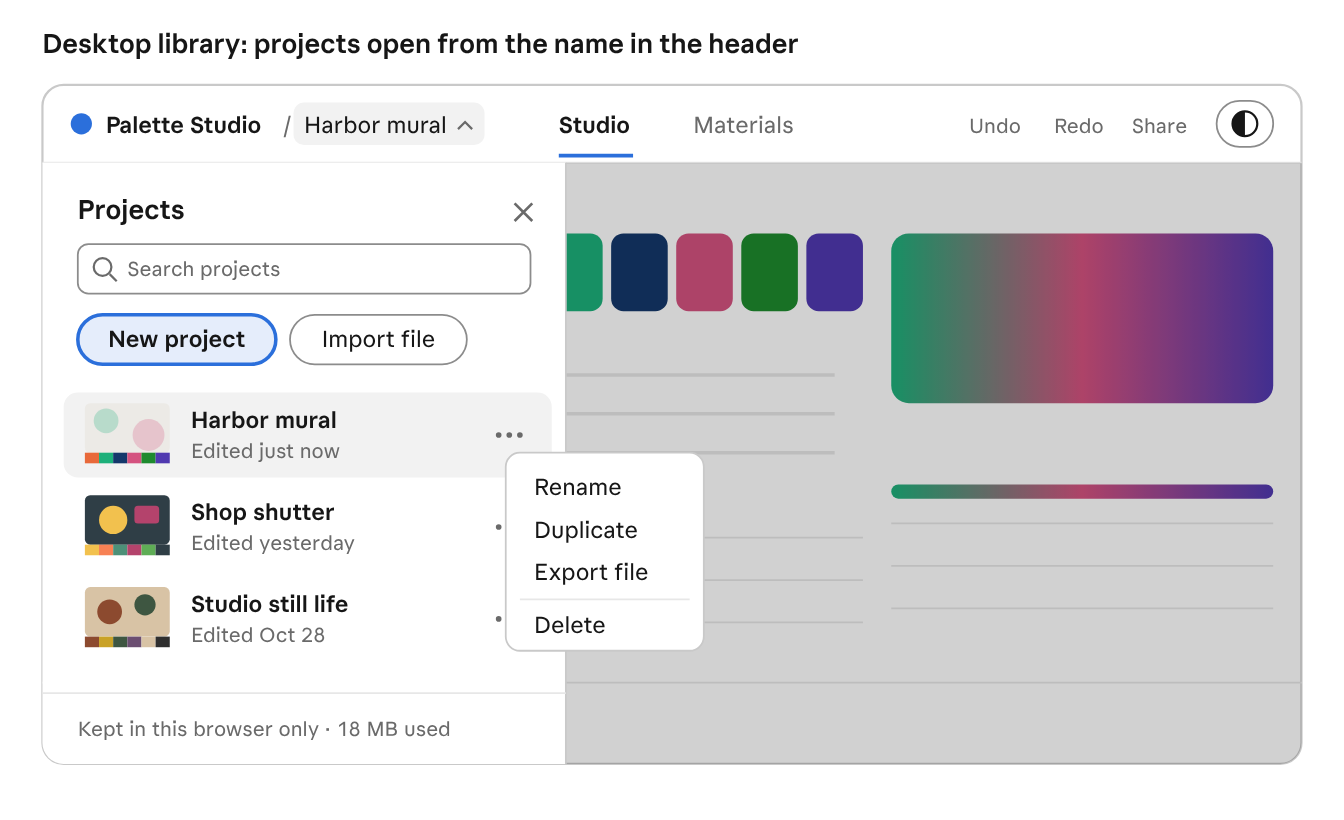 Desktop library: projects open from the name in the header
Palette Studio / Harbor mural Studio Materials Undo Redo Share
Projects
Search projects
New project Import file
Harbor mural
Edited just now
Rename
Shop shutter
Duplicate
Edited yesterday
Export file
Studio still life
Delete
Edited Oct 28
Kept in this browser only · 18 MB used